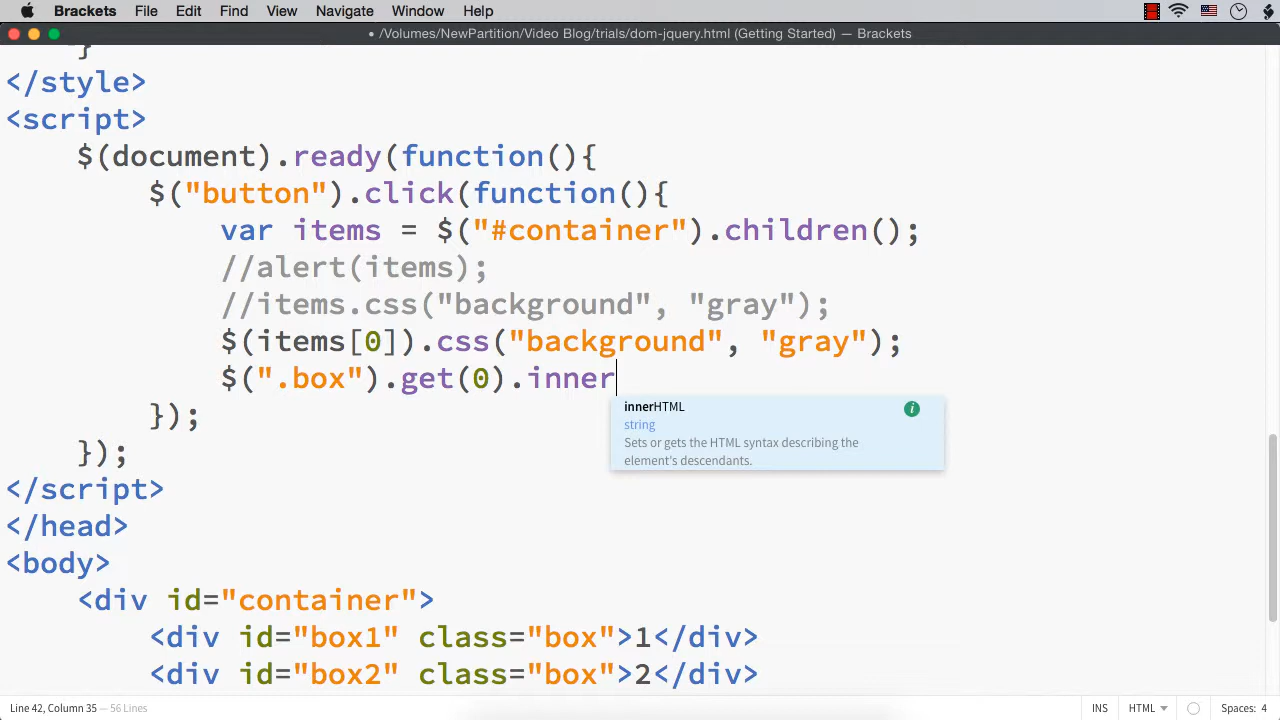 Brackets File Edit Find View Navigate Window Help
• /Volumes/NewPartition/Video Blog/trials/dom-jquery.html (Getting Started) — Brackets
}
</style>
<script>
$(document).ready(function(){
$("button").click(function(){
var items = $("#container").children();
//alert(items);
//items.css("background", "gray");
$(items[0]).css("background", "gray");
$(".box").get(0).inner
innerHTML
string
Sets or gets the HTML syntax describing the
element's descendants.
});
});
</script>
</head>
<body>
<div id="container">
<div id="box1" class="box">1</div>
<div id="box2" class="box">2</div>
Line 42, Column 35 — 56 Lines
INS HTML Spaces: 4